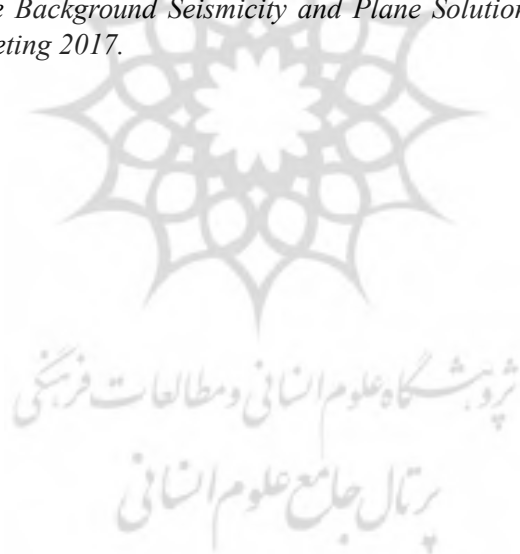 e Background Seismicity and Plane Solution
eting 2017.
پژوهشگاه علوم انسانی و مطالعات فرهنگی
پرتال جامع علوم انسانی